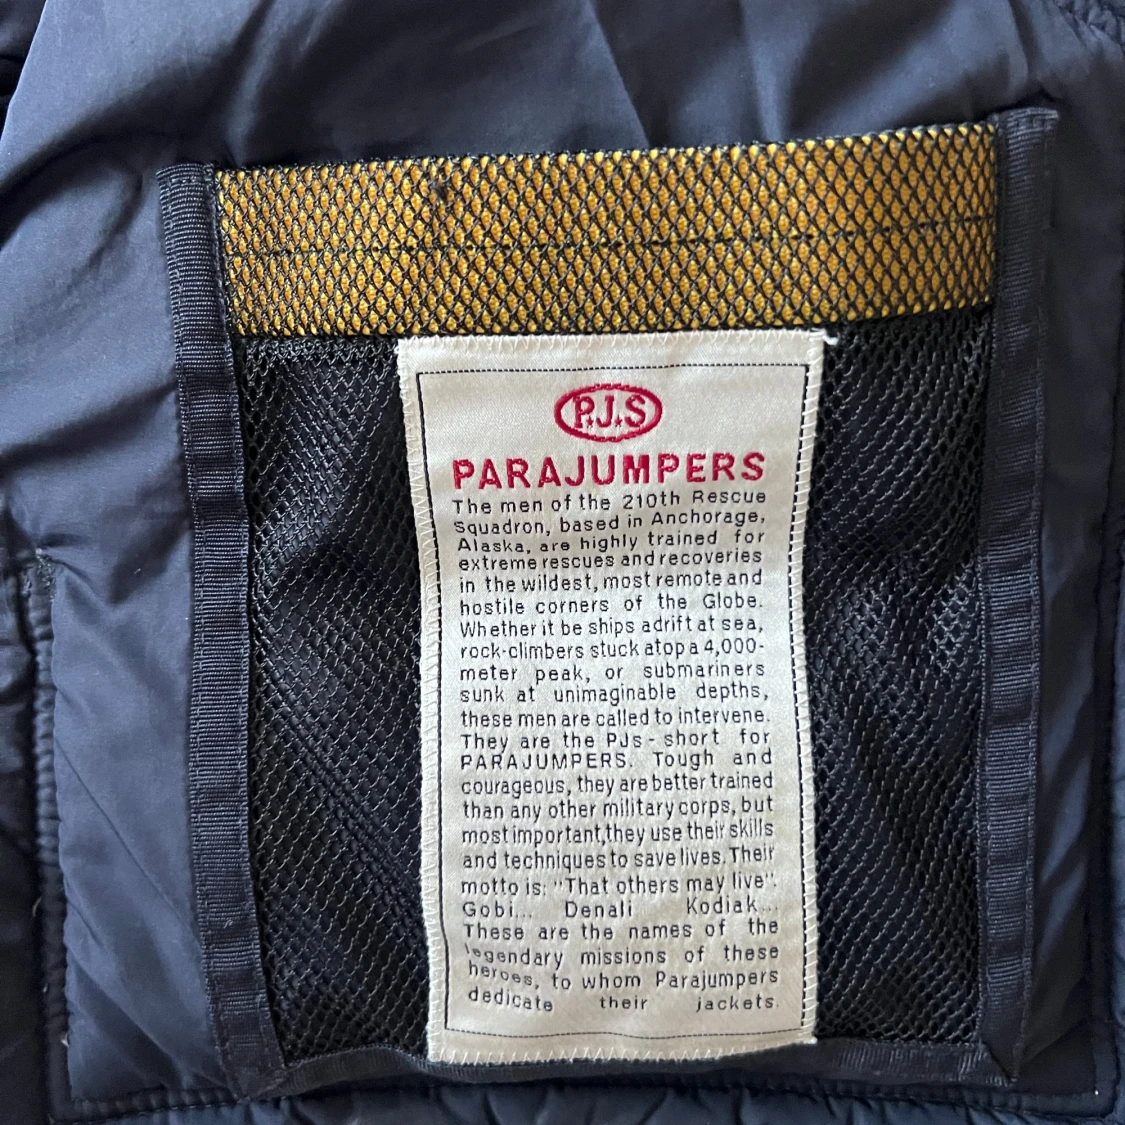 P.J.S
PARAJUMPERS
The men of the 210th Rescue
Squadron, based in Anchorage,
Alaska, are highly trained for
extreme rescues and recoveries
in the wildest, most remote and
hostile corners of the Globe.
Whether it be ships adrift at sea,
rock-climbers stuck atop a 4,000-
meter peak, or submariners
sunk at unimaginable depths,
these men are called to intervene.
They are the PJs - short for
PARAJUMPERS. Tough and
courageous, they are better trained
than any other military corps, but
most important,they use their skills
and techniques to save lives. Their
motto is: "That others may live".
Gobi... Denali Kodiak...
These are the names of the
legendary missions of these
heroes, to whom Parajumpers
dedicate their jackets.